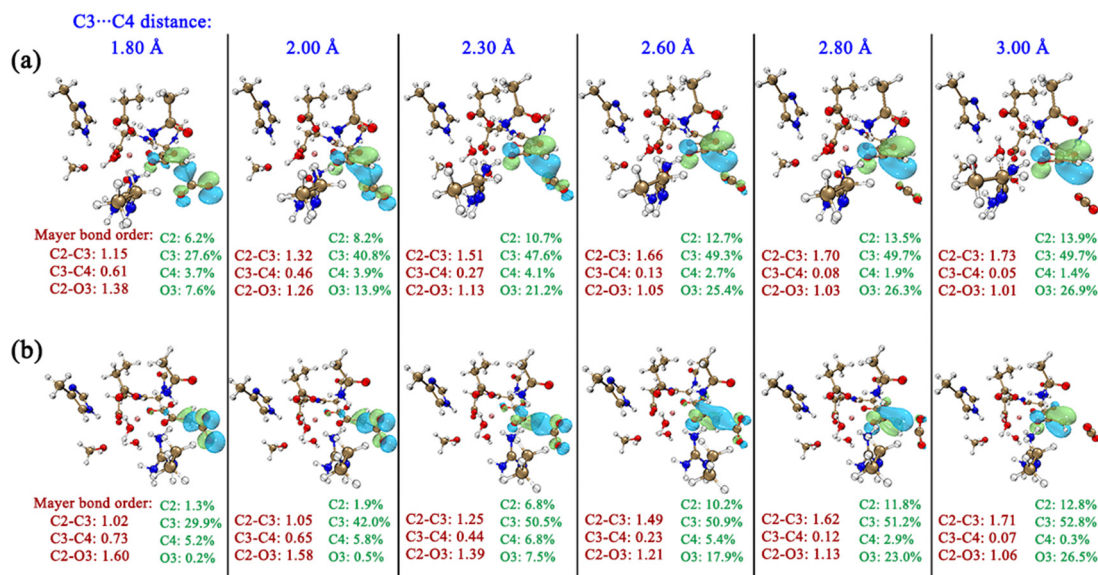 C3···C4 distance:
1.80 Å
2.00 Å
2.30 Å
2.60 Å
2.80 Å
3.00 Å
(a)
Mayer bond order:
C2-C3: 1.15
C3-C4: 0.61
C2-O3: 1.38
C2: 6.2%
C3: 27.6%
C4: 3.7%
O3: 7.6%
C2-C3: 1.32
C3-C4: 0.46
C2-O3: 1.26
C2: 8.2%
C3: 40.8%
C4: 3.9%
O3: 13.9%
C2-C3: 1.51
C3-C4: 0.27
C2-O3: 1.13
C2: 10.7%
C3: 47.6%
C4: 4.1%
O3: 21.2%
C2-C3: 1.66
C3-C4: 0.13
C2-O3: 1.05
C2: 12.7%
C3: 49.3%
C4: 2.7%
O3: 25.4%
C2-C3: 1.70
C3-C4: 0.08
C2-O3: 1.03
C2: 13.5%
C3: 49.7%
C4: 1.9%
O3: 26.3%
C2-C3: 1.73
C3-C4: 0.05
C2-O3: 1.01
C2: 13.9%
C3: 49.7%
C4: 1.4%
O3: 26.9%
(b)
Mayer bond order:
C2-C3: 1.02
C3-C4: 0.73
C2-O3: 1.60
C2: 1.3%
C3: 29.9%
C4: 5.2%
O3: 0.2%
C2-C3: 1.05
C3-C4: 0.65
C2-O3: 1.58
C2: 1.9%
C3: 42.0%
C4: 5.8%
O3: 0.5%
C2-C3: 1.25
C3-C4: 0.44
C2-O3: 1.39
C2: 6.8%
C3: 50.5%
C4: 6.8%
O3: 7.5%
C2-C3: 1.49
C3-C4: 0.23
C2-O3: 1.21
C2: 10.2%
C3: 50.9%
C4: 5.4%
O3: 17.9%
C2-C3: 1.62
C3-C4: 0.12
C2-O3: 1.13
C2: 11.8%
C3: 51.2%
C4: 2.9%
O3: 23.0%
C2-C3: 1.71
C3-C4: 0.07
C2-O3: 1.06
C2: 12.8%
C3: 52.8%
C4: 0.3%
O3: 26.5%